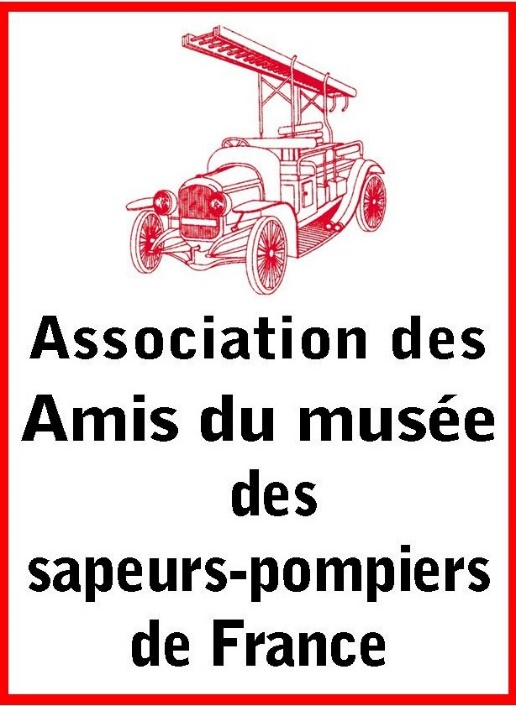 Association des
Amis du musée
des
sapeurs-pompiers
de France